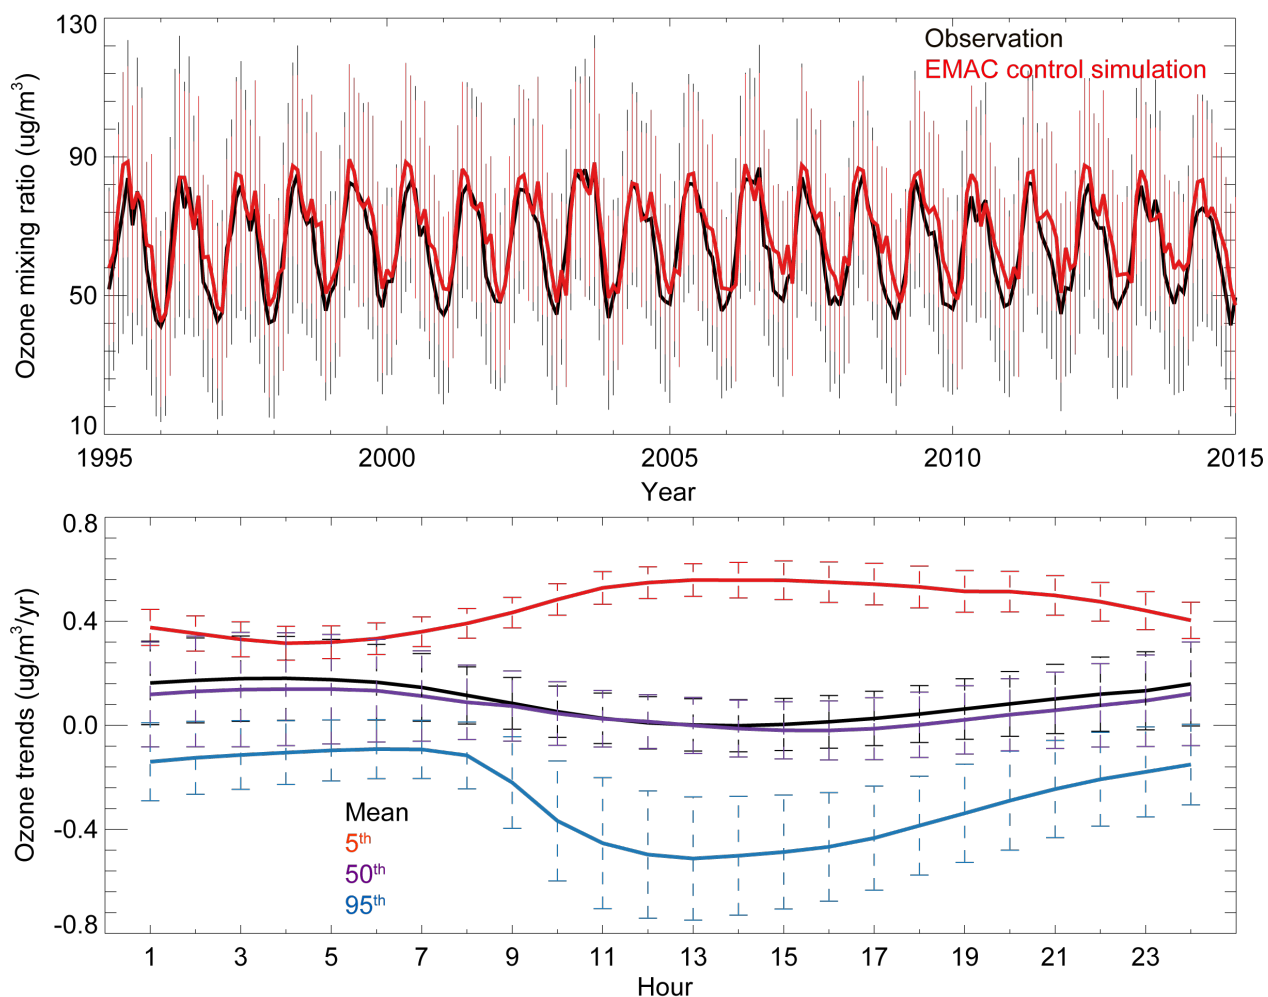 130
Observation
EMAC control simulation
90
50
10
Ozone mixing ratio (ug/m³)
1995 2000 2005 2010 2015
Year
0.8
0.4
0.0
-0.4
-0.8
Ozone trends (ug/m³/yr)
Mean
5th
50th
95th
1 3 5 7 9 11 13 15 17 19 21 23
Hour